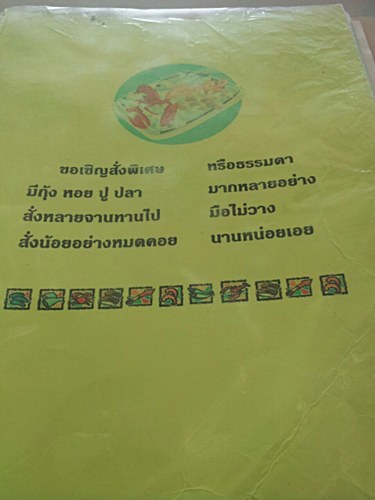 ขอเชิญสั่งพิเศษ หรือธรรมดา
มีกุ้ง หอย ปู ปลา มากหลายอย่าง
สั่งหลายจานทานไป มือไม่วาง
สั่งน้อยอย่างหมดคอย นานหน่อยเอย